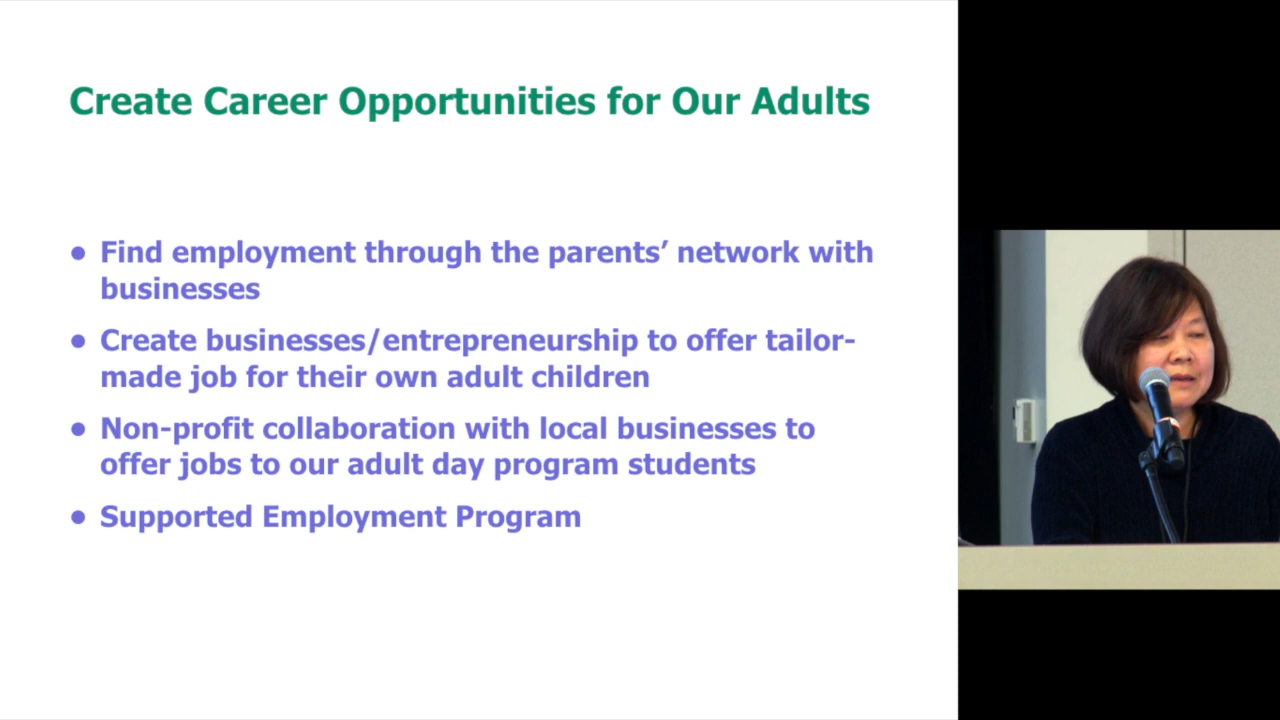 Create Career Opportunities for Our Adults
• Find employment through the parents’ network with
businesses
• Create businesses/entrepreneurship to offer tailor-
made job for their own adult children
• Non-profit collaboration with local businesses to
offer jobs to our adult day program students
• Supported Employment Program